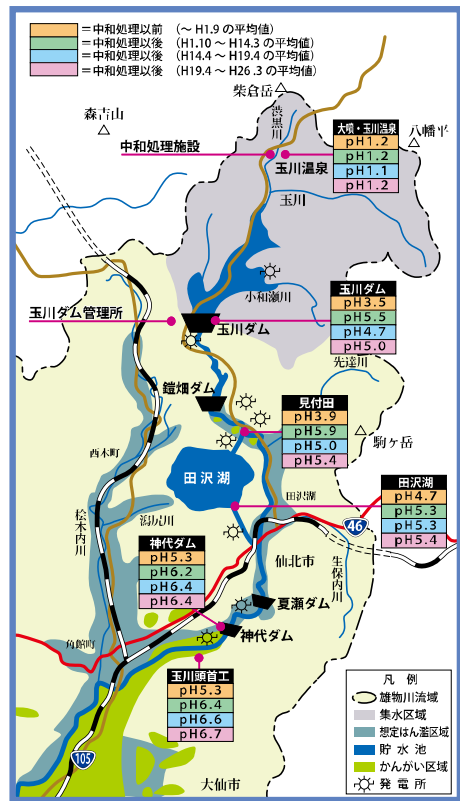 =中和処理以前 (~ H1.9 の平均値)
=中和処理以後 (H1.10 ~ H14.3 の平均値)
=中和処理以後 (H14.4 ~ H19.4 の平均値)
=中和処理以後 (H19.4 ~ H26.3 の平均値)
柴倉岳
渋黒川
森吉山
八幡平
大噴・玉川温泉
pH1.2
pH1.2
pH1.1
pH1.2
中和処理施設
玉川温泉
玉川
小和瀬川
玉川ダム
pH3.5
pH5.5
pH4.7
pH5.0
玉川ダム管理所
玉川ダム
先達川
鎧畑ダム
見付田
pH3.9
pH5.9
pH5.0
pH5.4
駒ヶ岳
西木町
田沢湖
田沢湖
田沢湖
pH4.7
pH5.3
pH5.3
pH5.4
桧木内川
潟尻川
46
神代ダム
pH5.3
pH6.2
pH6.4
pH6.4
仙北市
生保内川
夏瀬ダム
角館町
神代ダム
玉川頭首工
pH5.3
pH6.4
pH6.6
pH6.7
105
大仙市
凡 例
雄物川流域
集水区域
想定はん濫区域
貯水池
かんがい区域
発電所